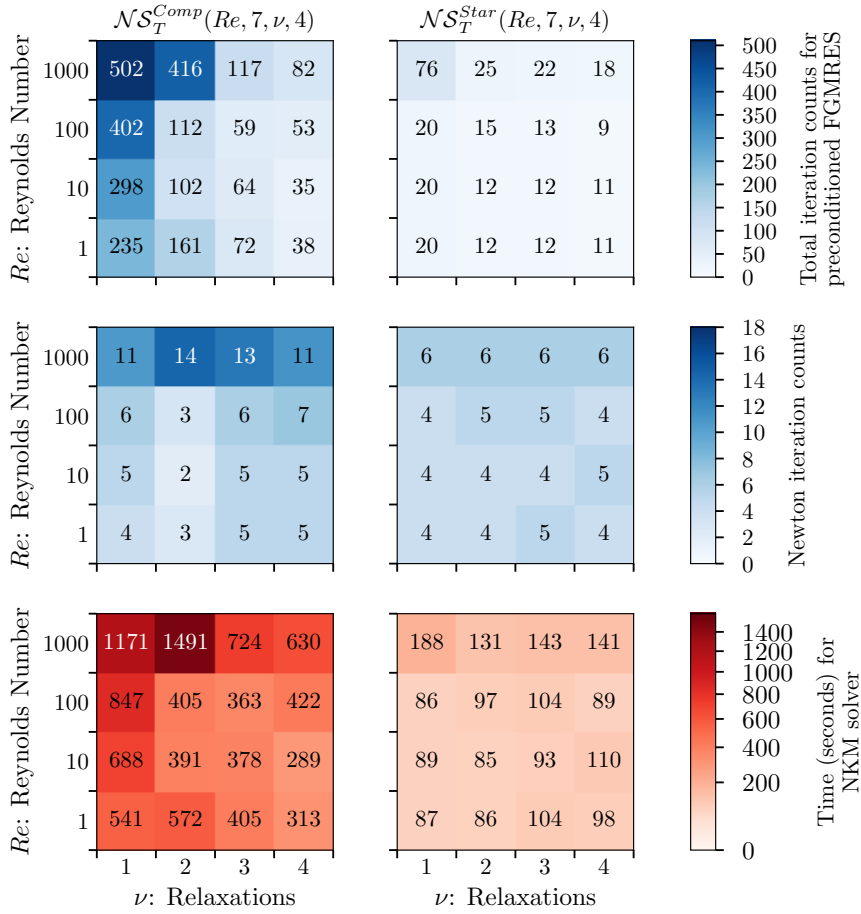 𝒩𝒮_T^{Comp}(Re, 7, ν, 4)
𝒩𝒮_T^{Star}(Re, 7, ν, 4)
Re: Reynolds Number
1000
502 416 117 82
100
402 112 59 53
10
298 102 64 35
1
235 161 72 38
76 25 22 18
20 15 13 9
20 12 12 11
20 12 12 11
500
450
400
350
300
250
200
150
100
50
0
Total iteration counts for
preconditioned FGMRES
Re: Reynolds Number
1000
11 14 13 11
100
6 3 6 7
10
5 2 5 5
1
4 3 5 5
6 6 6 6
4 5 5 4
4 4 4 5
4 4 5 4
18
16
14
12
10
8
6
4
2
0
Newton iteration counts
Re: Reynolds Number
1000
1171 1491 724 630
100
847 405 363 422
10
688 391 378 289
1
541 572 405 313
1 2 3 4
ν: Relaxations
188 131 143 141
86 97 104 89
89 85 93 110
87 86 104 98
1 2 3 4
ν: Relaxations
1400
1200
1000
800
600
400
200
0
Time (seconds) for
NKM solver